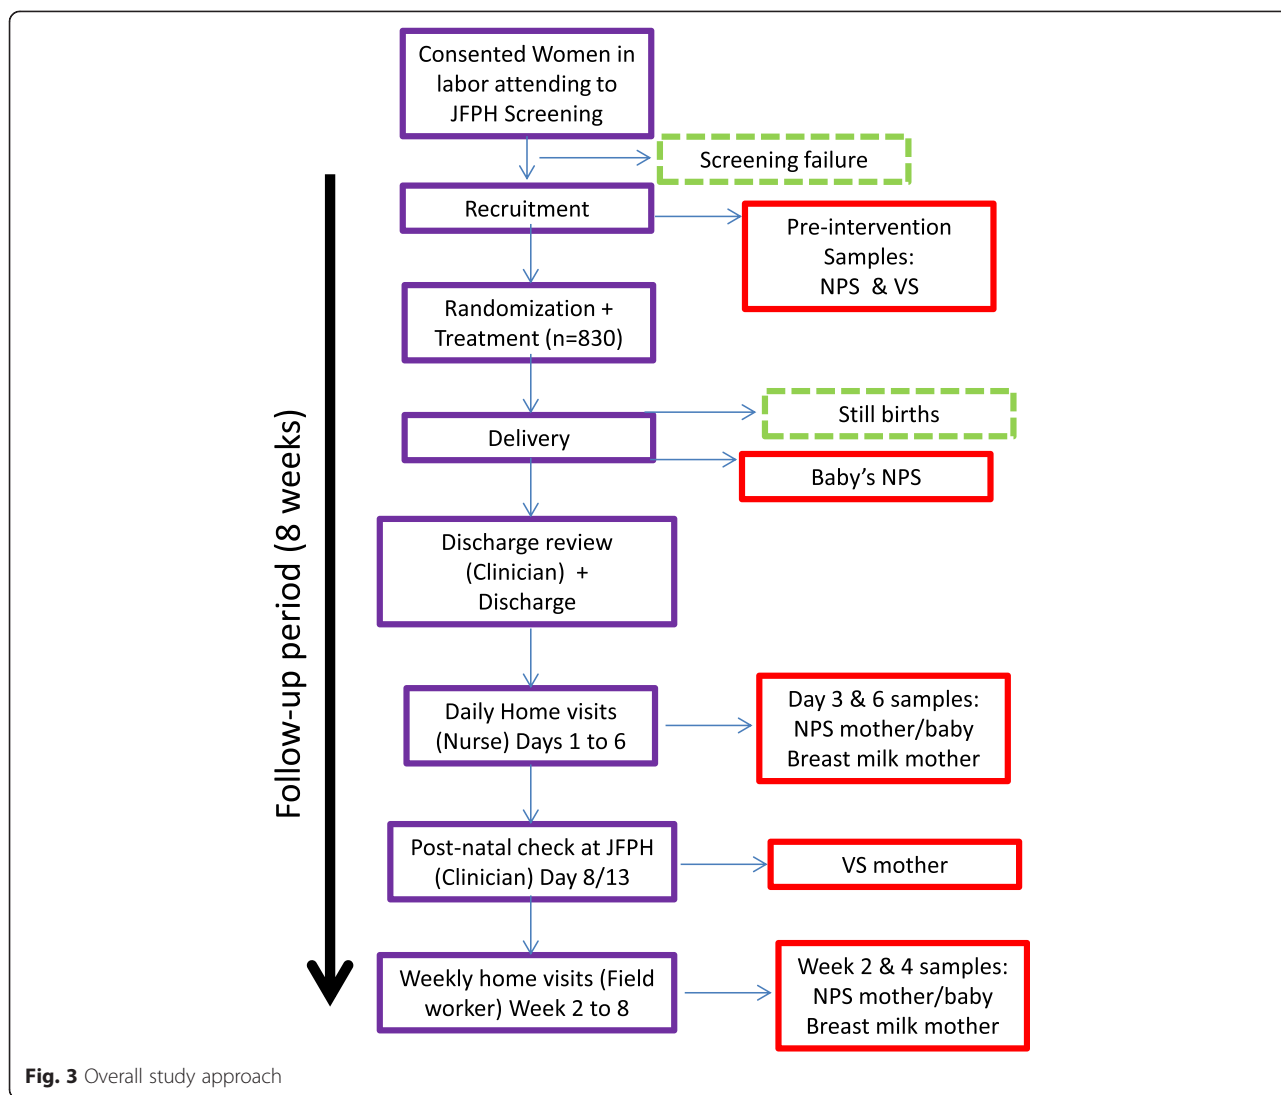 Consented Women in
labor attending to
JFPH Screening
Screening failure
Recruitment
Pre-intervention
Samples:
NPS & VS
Randomization +
Treatment (n=830)
Still births
Delivery
Baby’s NPS
Discharge review
(Clinician) +
Discharge
Follow-up period (8 weeks)
Daily Home visits
(Nurse) Days 1 to 6
Day 3 & 6 samples:
NPS mother/baby
Breast milk mother
Post-natal check at JFPH
(Clinician) Day 8/13
VS mother
Weekly home visits (Field
worker) Week 2 to 8
Week 2 & 4 samples:
NPS mother/baby
Breast milk mother
Fig. 3 Overall study approach